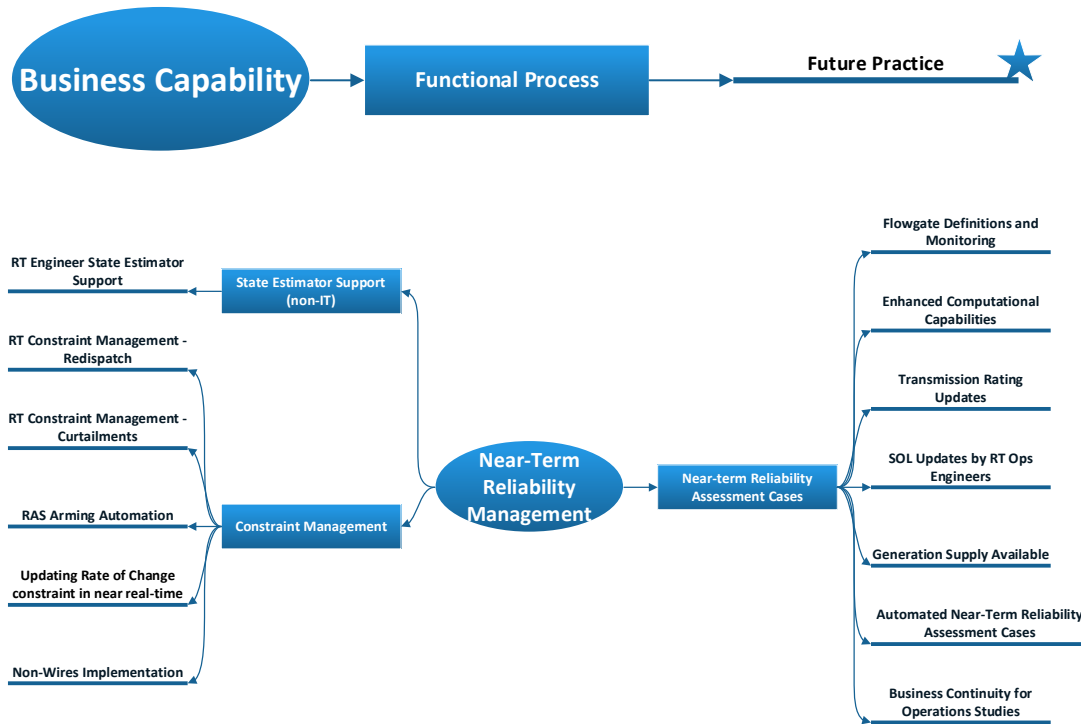 Business Capability
Functional Process
Future Practice
RT Engineer State Estimator
Support
RT Constraint Management -
Redispatch
RT Constraint Management -
Curtailments
RAS Arming Automation
Updating Rate of Change
constraint in near real-time
Non-Wires Implementation
State Estimator Support
(non-IT)
Constraint Management
Near-Term
Reliability
Management
Near-term Reliability
Assessment Cases
Flowgate Definitions and
Monitoring
Enhanced Computational
Capabilities
Transmission Rating
Updates
SOL Updates by RT Ops
Engineers
Generation Supply Available
Automated Near-Term Reliability
Assessment Cases
Business Continuity for
Operations Studies